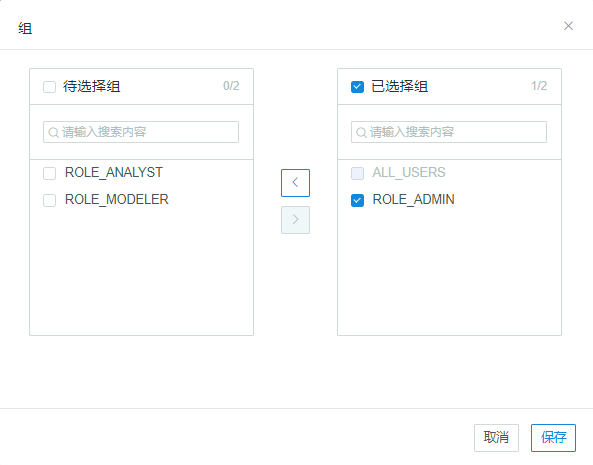 组
待选择组 0/2
请输入搜索内容
ROLE_ANALYST
ROLE_MODELER
已选择组 1/2
请输入搜索内容
ALL_USERS
ROLE_ADMIN
取消 保存